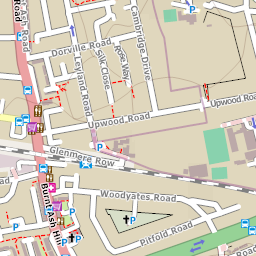 Road
Dorville Road
Leyland Road
Silk Close
Rose Way
Cambridge Drive
Upwood Road
Upwood Road
Glenmere Row
Burnt Ash Hill
Woodyates Road
Pitfold Road
P
P
P
P
P